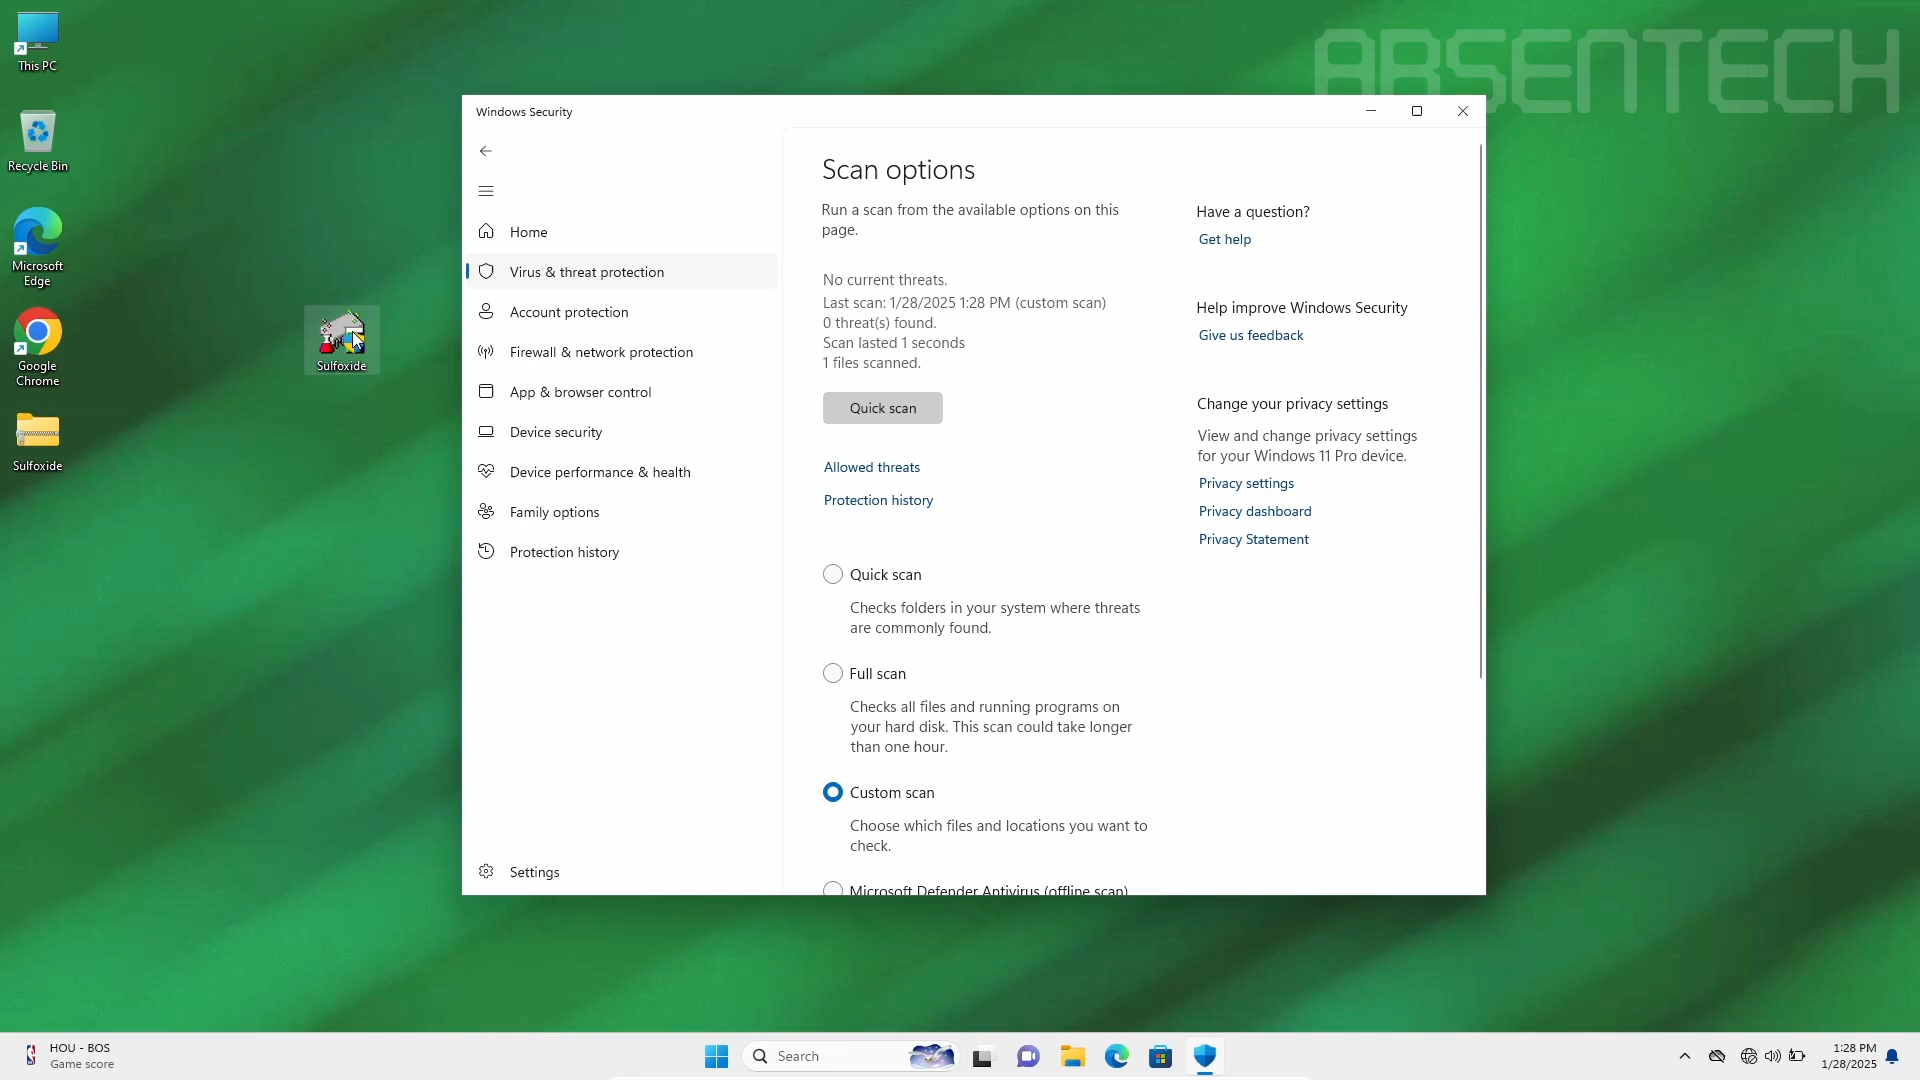 ABSENTECH
This PC
Recycle Bin
Microsoft
Edge
Google
Chrome
Sulfoxide
Sulfoxide
Windows Security
Home
Virus & threat protection
Account protection
Firewall & network protection
App & browser control
Device security
Device performance & health
Family options
Protection history
Settings
Scan options
Run a scan from the available options on this
page.
No current threats.
Last scan: 1/28/2025 1:28 PM (custom scan)
0 threat(s) found.
Scan lasted 1 seconds
1 files scanned.
Quick scan
Allowed threats
Protection history
Quick scan
Checks folders in your system where threats
are commonly found.
Full scan
Checks all files and running programs on
your hard disk. This scan could take longer
than one hour.
Custom scan
Choose which files and locations you want to
check.
Microsoft Defender Antivirus (offline scan)
Have a question?
Get help
Help improve Windows Security
Give us feedback
Change your privacy settings
View and change privacy settings
for your Windows 11 Pro device.
Privacy settings
Privacy dashboard
Privacy Statement
HOU - BOS
Game score
Search
1:28 PM
1/28/2025